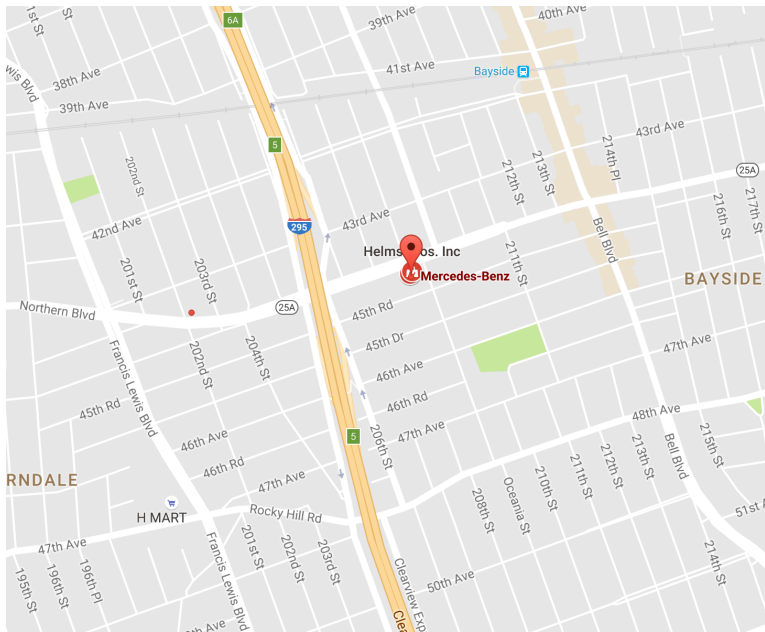 1st St
St
6A
39th Ave
40th Ave
38th Ave
41st Ave
Bayside
wis Blvd
39th Ave
43rd Ave
5
214th Pl
202nd St
212th St
213th St
25A
42nd Ave
43rd Ave
216th St
217th St
295
Bell Blvd
Helms Bros. Inc
211th St
201st St
203rd St
Mercedes-Benz
BAYSIDE
Northern Blvd
25A
45th Rd
45th Dr
47th Ave
Francis Lewis Blvd
202nd St
204th St
46th Ave
45th Rd
46th Rd
48th Ave
46th Ave
206th St
47th Ave
5
Bell Blvd
215th St
46th Rd
213th St
212th St
211th St
210th St
RNDALE
47th Ave
208th St
Oceania St
H MART
Rocky Hill Rd
51st A
47th Ave
Francis Lewis Blvd
201st St
202nd St
203rd St
214th St
195th St
196th St
196th Pl
Clearview Exp
50th Ave
th Ave
Clea